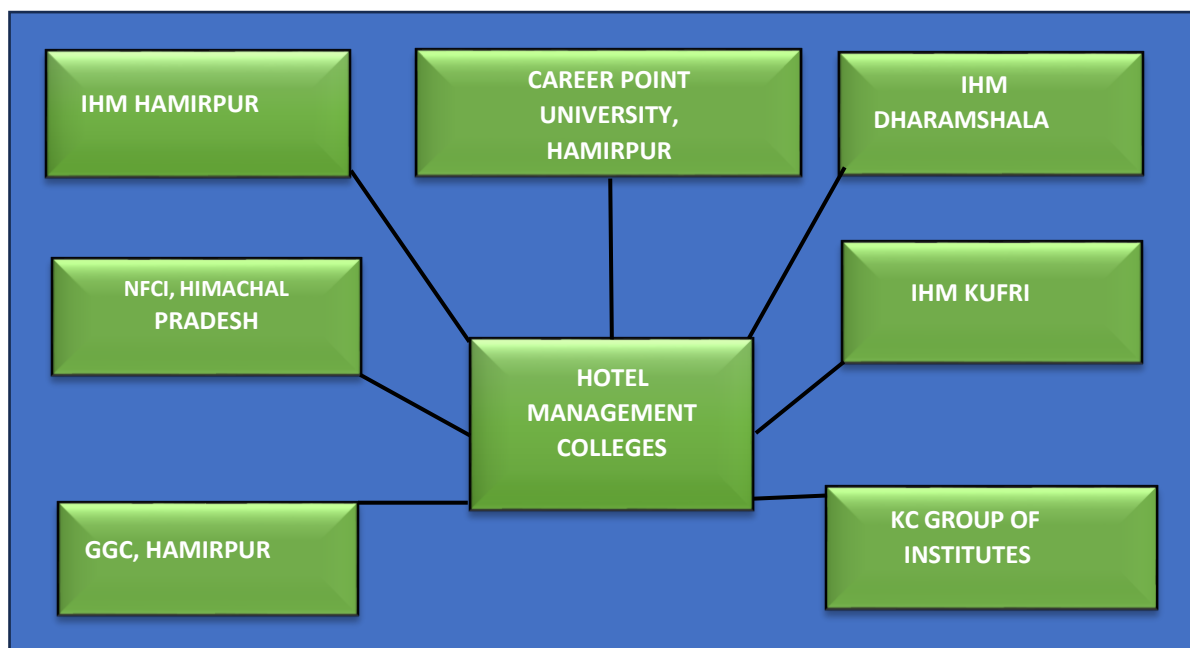 IHM HAMIRPUR
CAREER POINT
UNIVERSITY,
HAMIRPUR
IHM
DHARAMSHALA
NFCI, HIMACHAL
PRADESH
IHM KUFRI
HOTEL
MANAGEMENT
COLLEGES
GGC, HAMIRPUR
KC GROUP OF
INSTITUTES